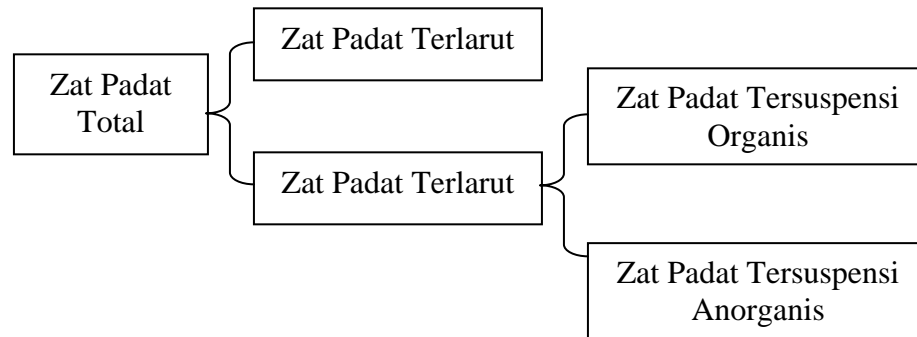 Zat Padat
Total
Zat Padat Terlarut
Zat Padat Terlarut
Zat Padat Tersuspensi
Organis
Zat Padat Tersuspensi
Anorganis